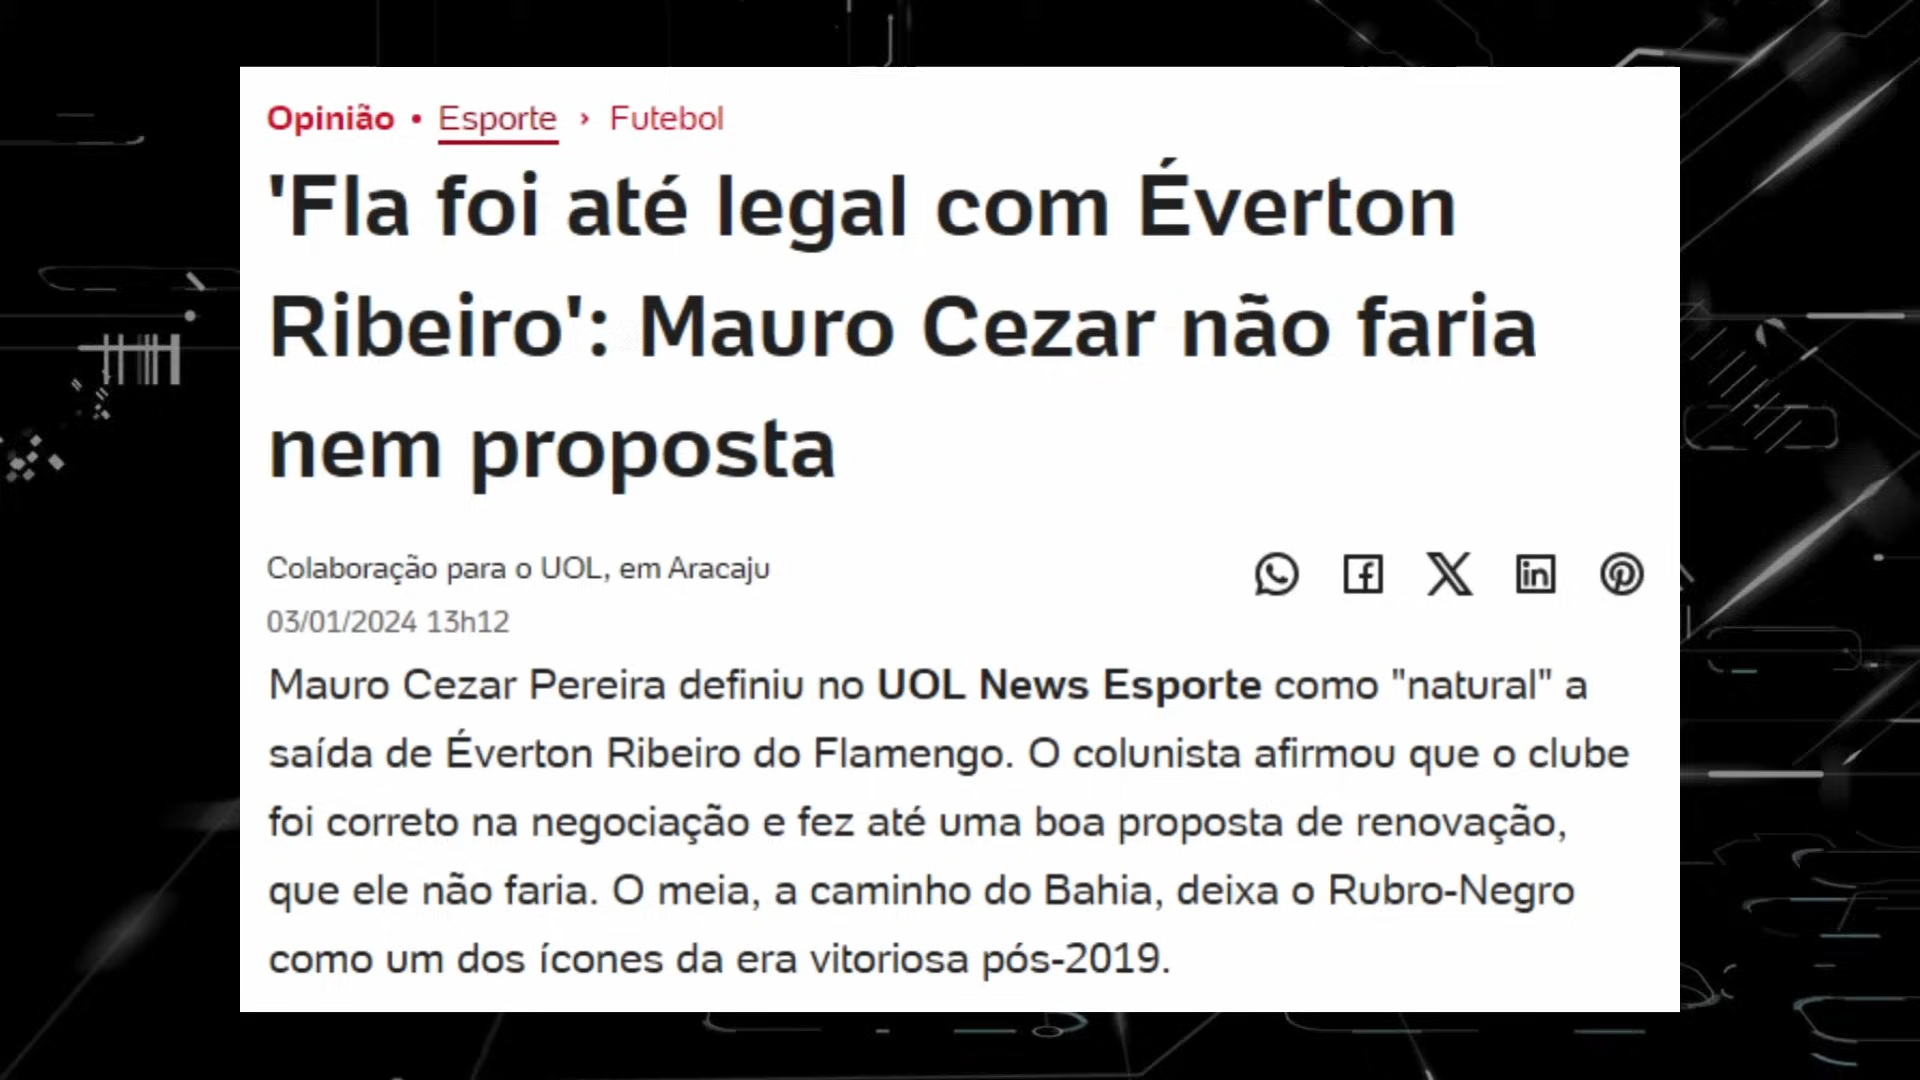 Opinião • Esporte › Futebol
'Fla foi até legal com Éverton
Ribeiro': Mauro Cezar não faria
nem proposta
Colaboração para o UOL, em Aracaju
03/01/2024 13h12
Mauro Cezar Pereira definiu no UOL News Esporte como "natural" a
saída de Éverton Ribeiro do Flamengo. O colunista afirmou que o clube
foi correto na negociação e fez até uma boa proposta de renovação,
que ele não faria. O meia, a caminho do Bahia, deixa o Rubro-Negro
como um dos ícones da era vitoriosa pós-2019.